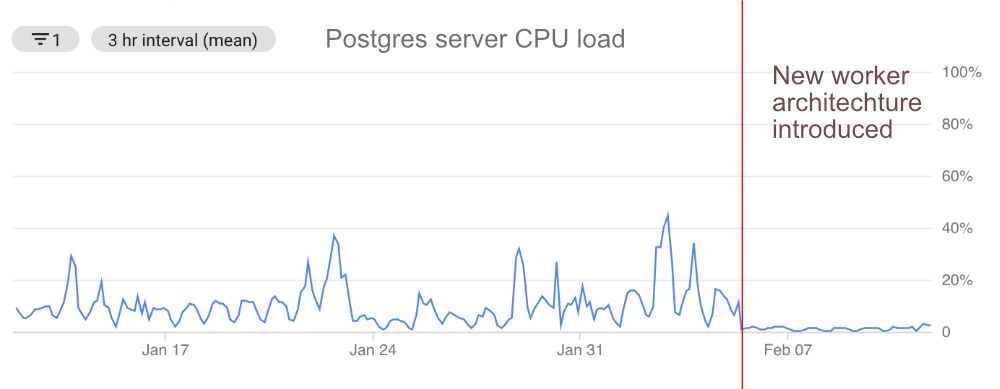 1
3 hr interval (mean)
Postgres server CPU load
New worker
architechture
introduced
100%
80%
60%
40%
20%
0
Jan 17
Jan 24
Jan 31
Feb 07